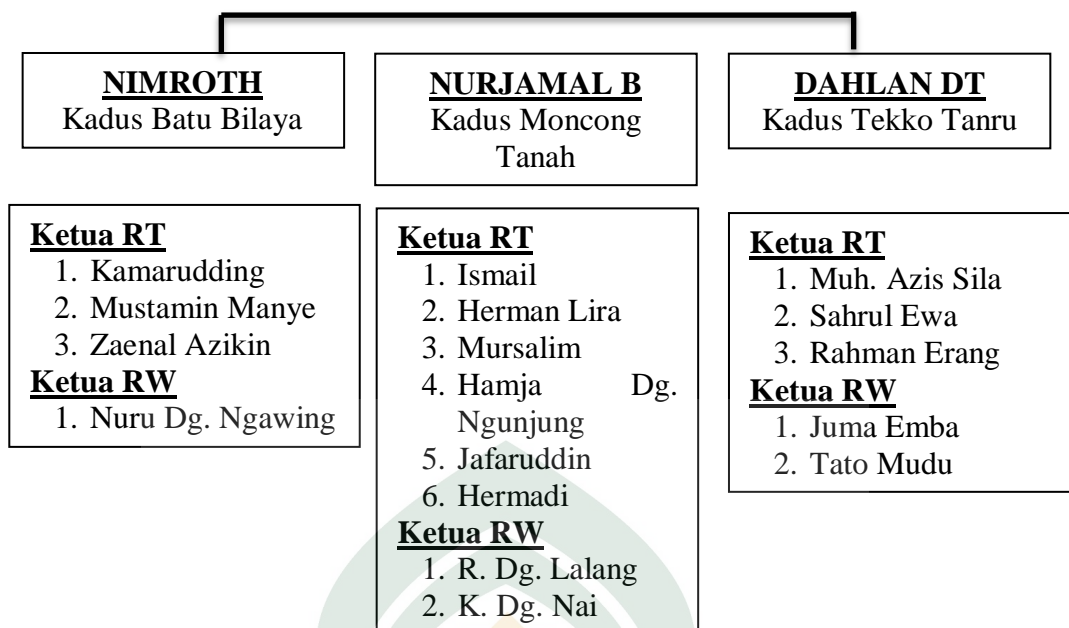 NIMROTH
Kadus Batu Bilaya
NURJAMAL B
Kadus Moncong
Tanah
DAHLAN DT
Kadus Tekko Tanru
Ketua RT
1. Kamarudding
2. Mustamin Manye
3. Zaenal Azikin
Ketua RW
1. Nuru Dg. Ngawing
Ketua RT
1. Ismail
2. Herman Lira
3. Mursalim
4. Hamja Dg.
Ngunjung
5. Jafaruddin
6. Hermadi
Ketua RW
1. R. Dg. Lalang
2. K. Dg. Nai
Ketua RT
1. Muh. Azis Sila
2. Sahrul Ewa
3. Rahman Erang
Ketua RW
1. Juma Emba
2. Tato Mudu